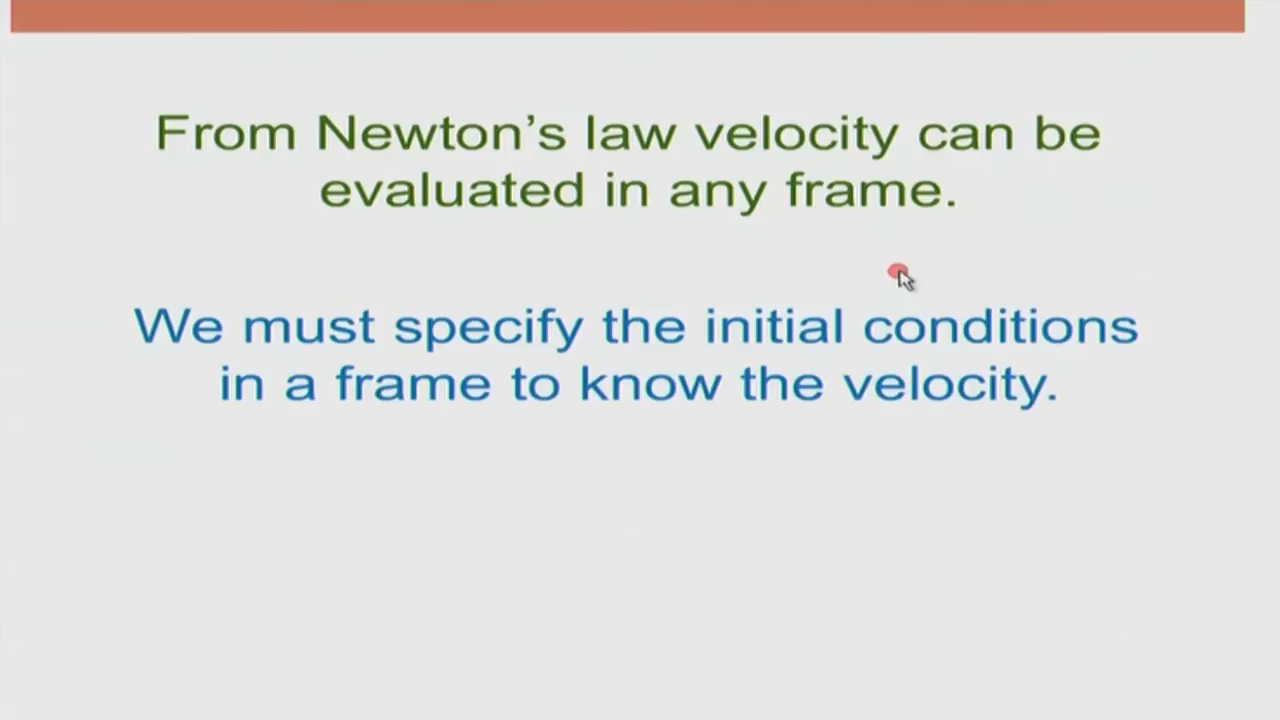 From Newton's law velocity can be
evaluated in any frame.
We must specify the initial conditions
in a frame to know the velocity.